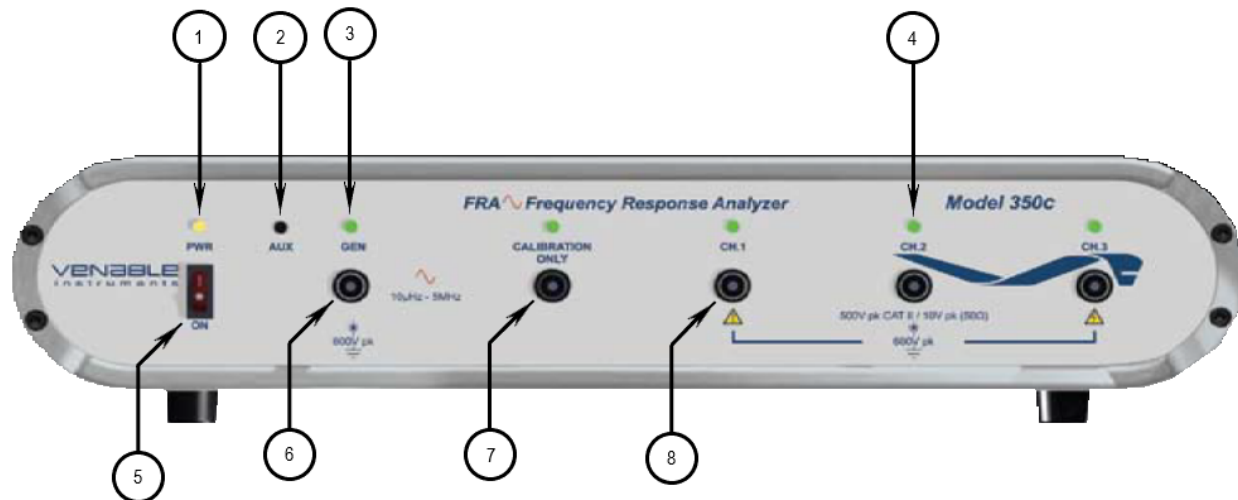 1
2
3
4
FRA Frequency Response Analyzer
Model 350c
PWR
AUX
GEN
CALIBRATION
ONLY
CH.1
CH.2
CH.3
VENABLE
instruments
ON
10µHz - 5MHz
600V pk
500V pk CAT II / 10V pk (50Ω)
600V pk
5
6
7
8